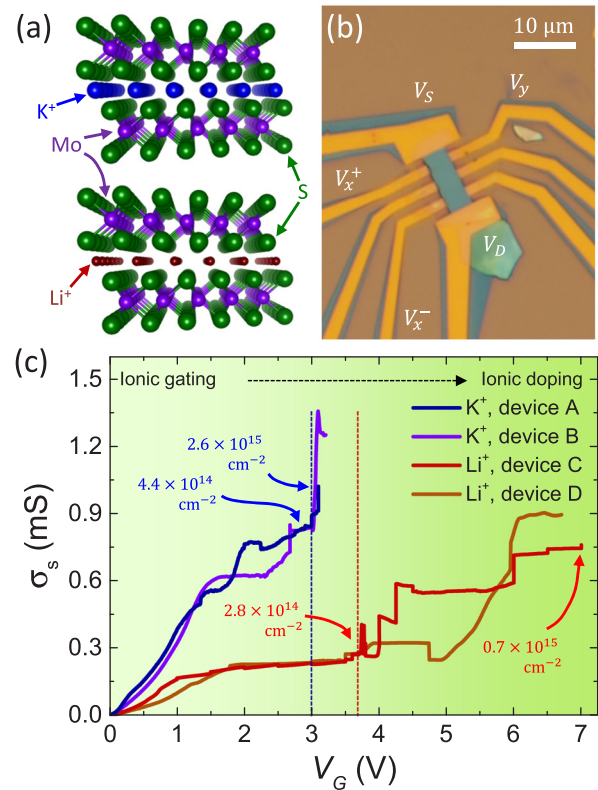 (a)
K⁺
Mo
S
Li⁺
(b)
10 μm
V_S
V_y
V_x⁺
V_D
V_x⁻
(c)
Ionic gating
Ionic doping
K⁺, device A
K⁺, device B
Li⁺, device C
Li⁺, device D
2.6 × 10¹⁵
cm⁻²
4.4 × 10¹⁴
cm⁻²
2.8 × 10¹⁴
cm⁻²
0.7 × 10¹⁵
cm⁻²
σ_s (mS)
1.5
1.2
0.9
0.6
0.3
0.0
0 1 2 3 4 5 6 7
V_G (V)